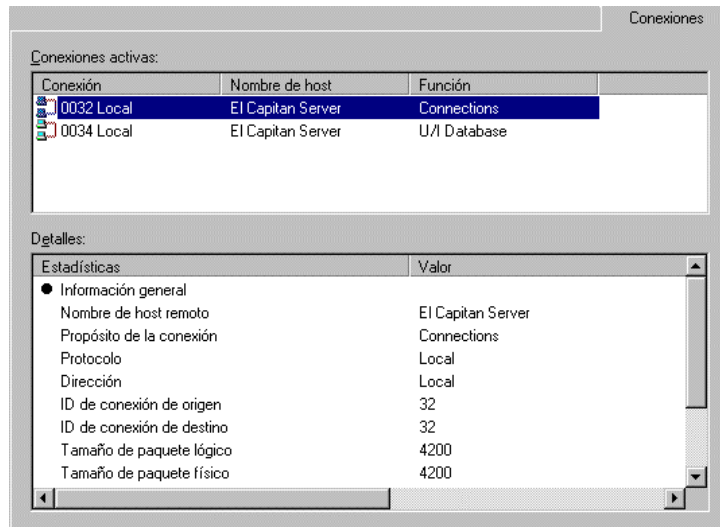 Conexiones
Conexiones activas:
Conexión Nombre de host Función
0032 Local El Capitan Server Connections
0034 Local El Capitan Server U/I Database
Detalles:
Estadísticas Valor
Información general
Nombre de host remoto El Capitan Server
Propósito de la conexión Connections
Protocolo Local
Dirección Local
ID de conexión de origen 32
ID de conexión de destino 32
Tamaño de paquete lógico 4200
Tamaño de paquete físico 4200